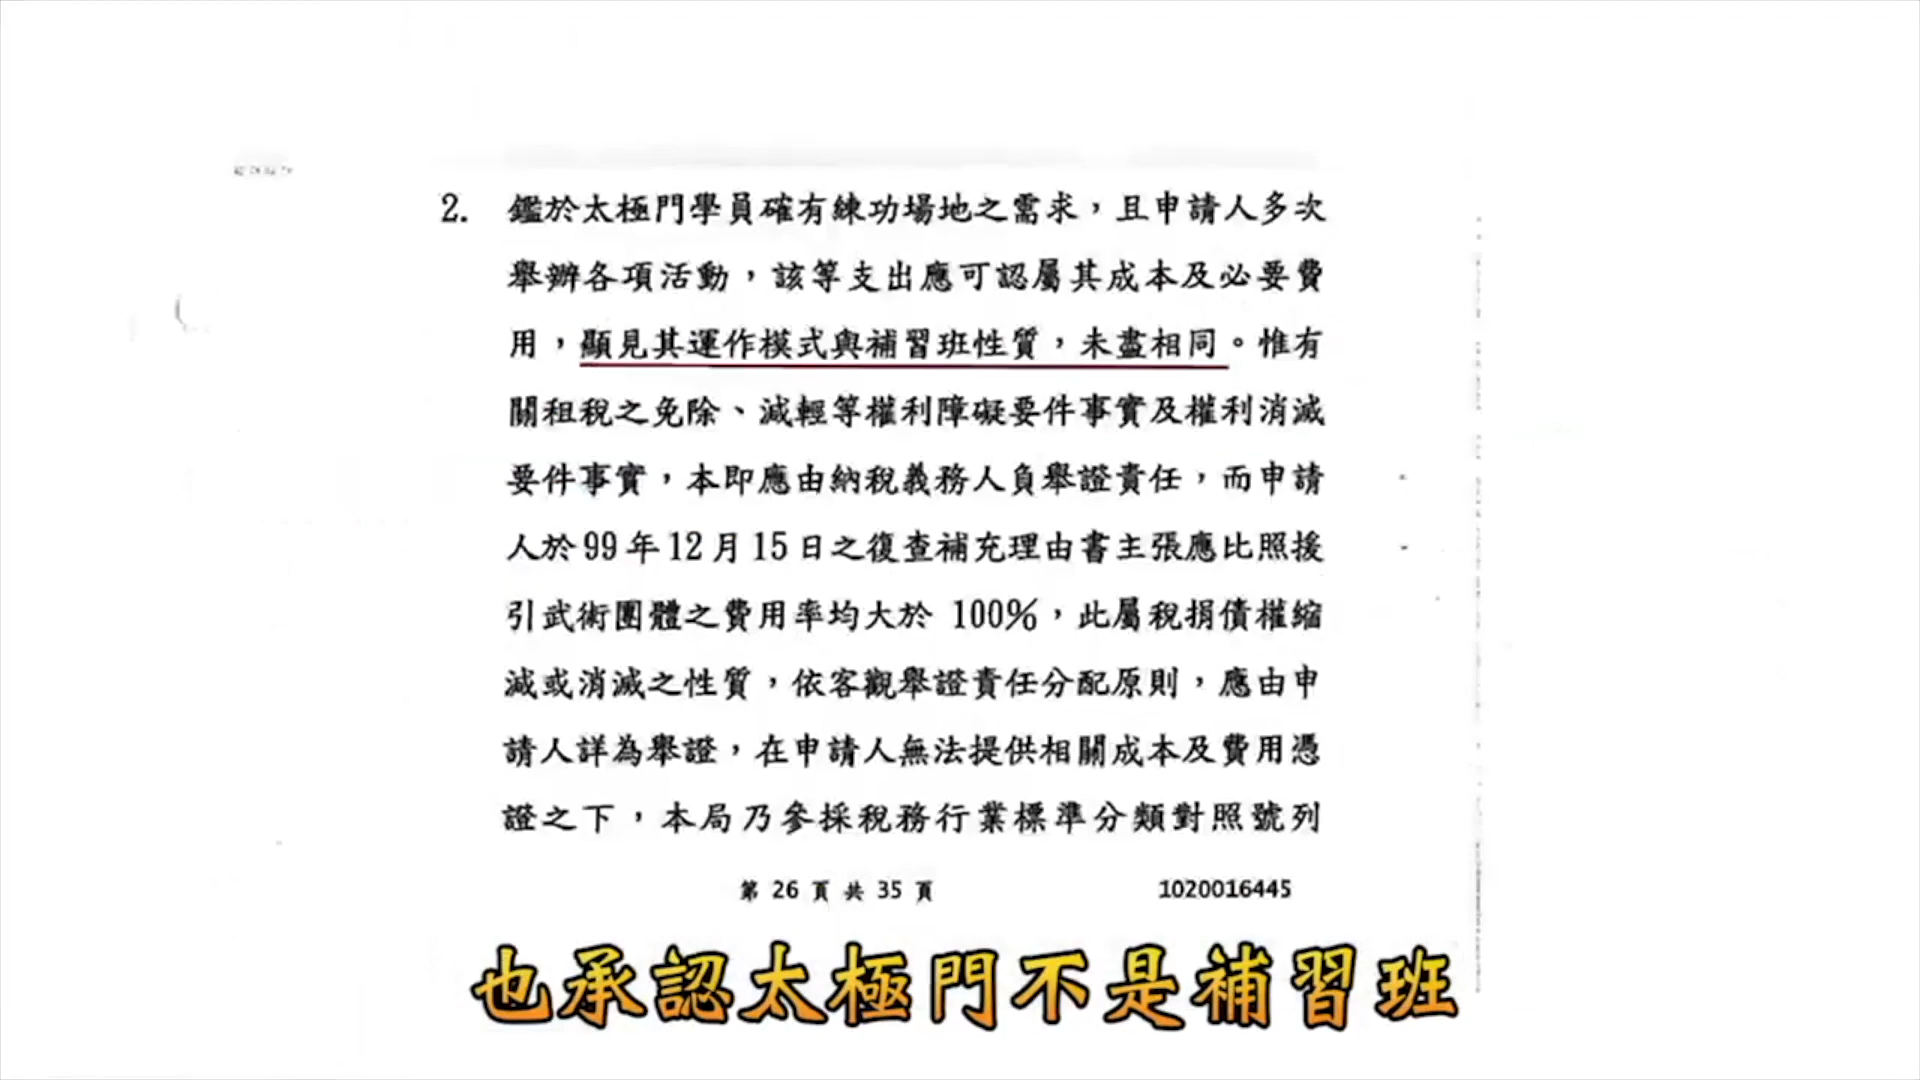 2. 鑑於太極門學員確有練功場地之需求，且申請人多次
舉辦各項活動，該等支出應可認屬其成本及必要費
用，顯見其運作模式與補習班性質，未盡相同。惟有
關租稅之免除、減輕等權利障礙要件事實及權利消滅
要件事實，本即應由納稅義務人負舉證責任，而申請
人於99年12月15日之復查補充理由書主張應比照援
引武術團體之費用率均大於 100%，此屬稅捐債權縮
減或消滅之性質，依客觀舉證責任分配原則，應由申
請人詳為舉證，在申請人無法提供相關成本及費用憑
證之下，本局乃參採稅務行業標準分類對照號列
第 26 頁 共 35 頁 1020016445
也承認太極門不是補習班